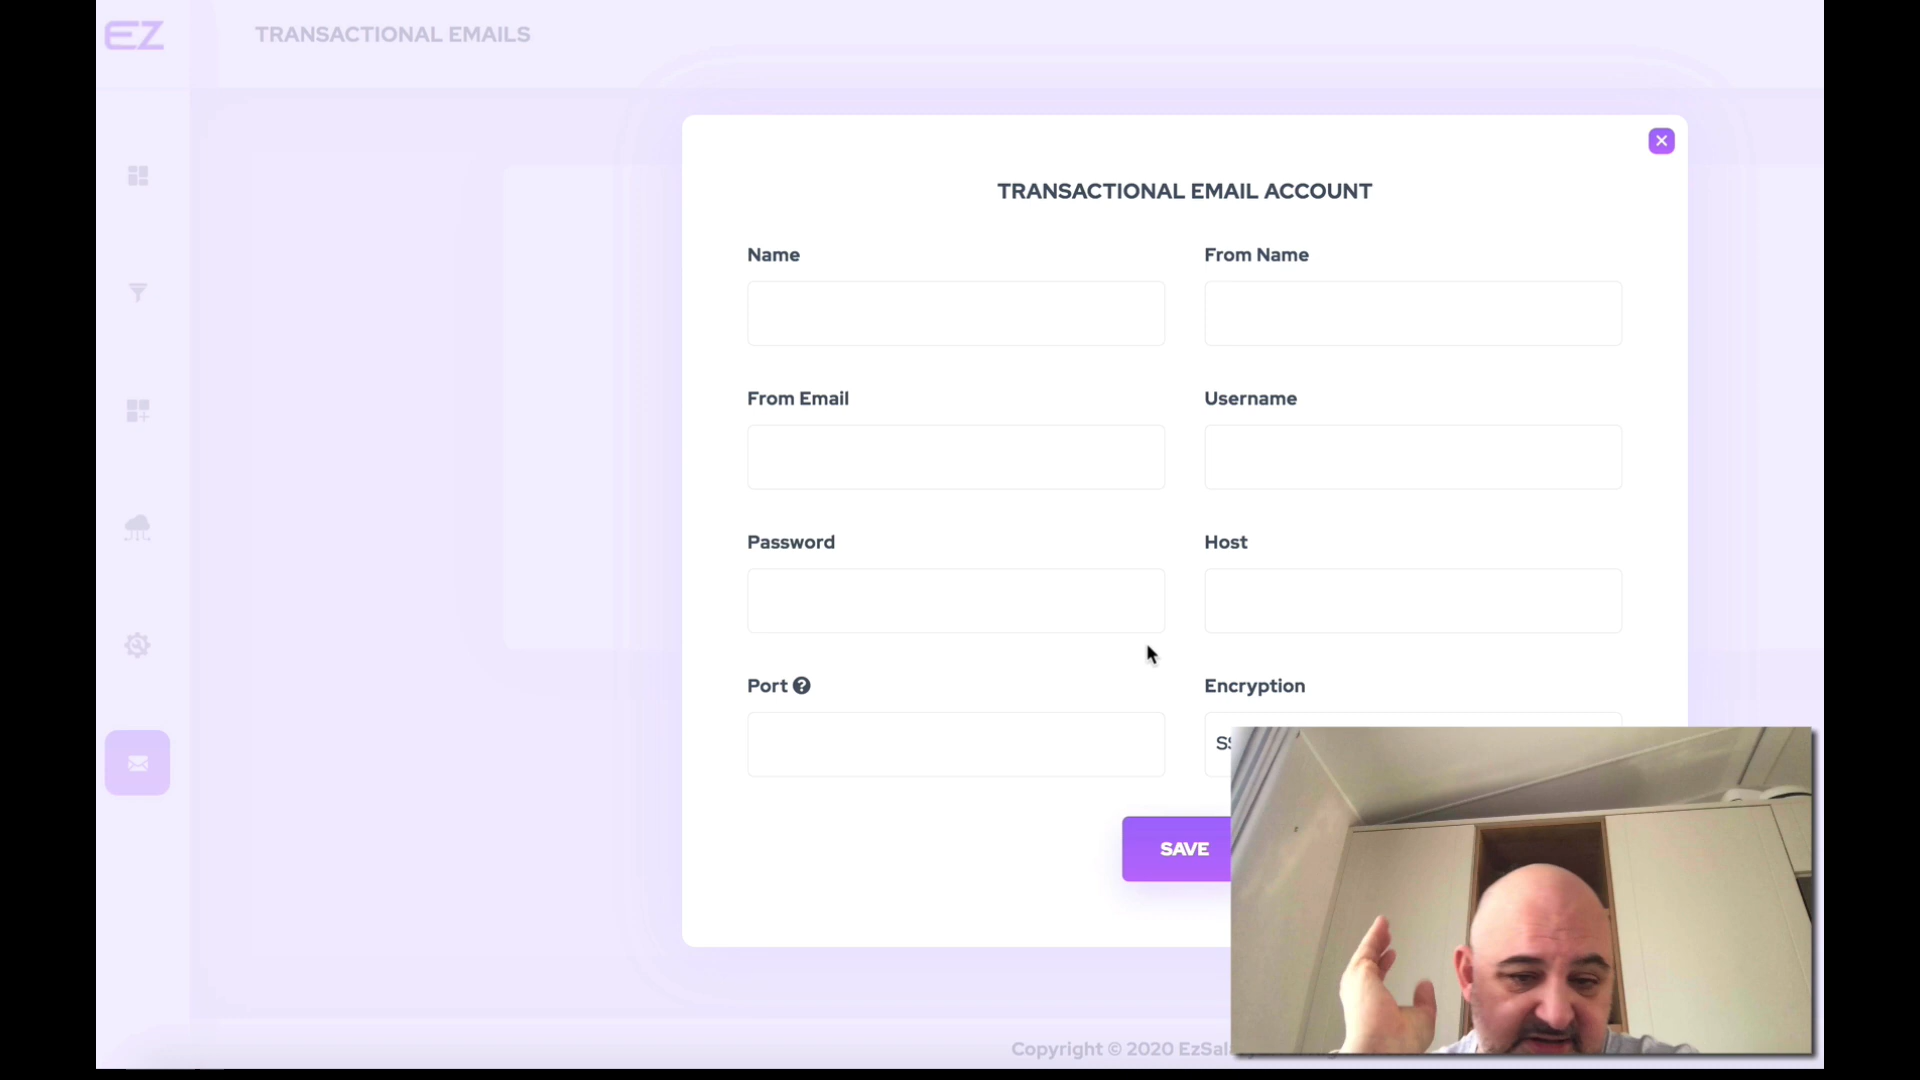 EZ
TRANSACTIONAL EMAILS
TRANSACTIONAL EMAIL ACCOUNT
Name
From Name
From Email
Username
Password
Host
Port
Encryption
SAVE
Copyright © 2020